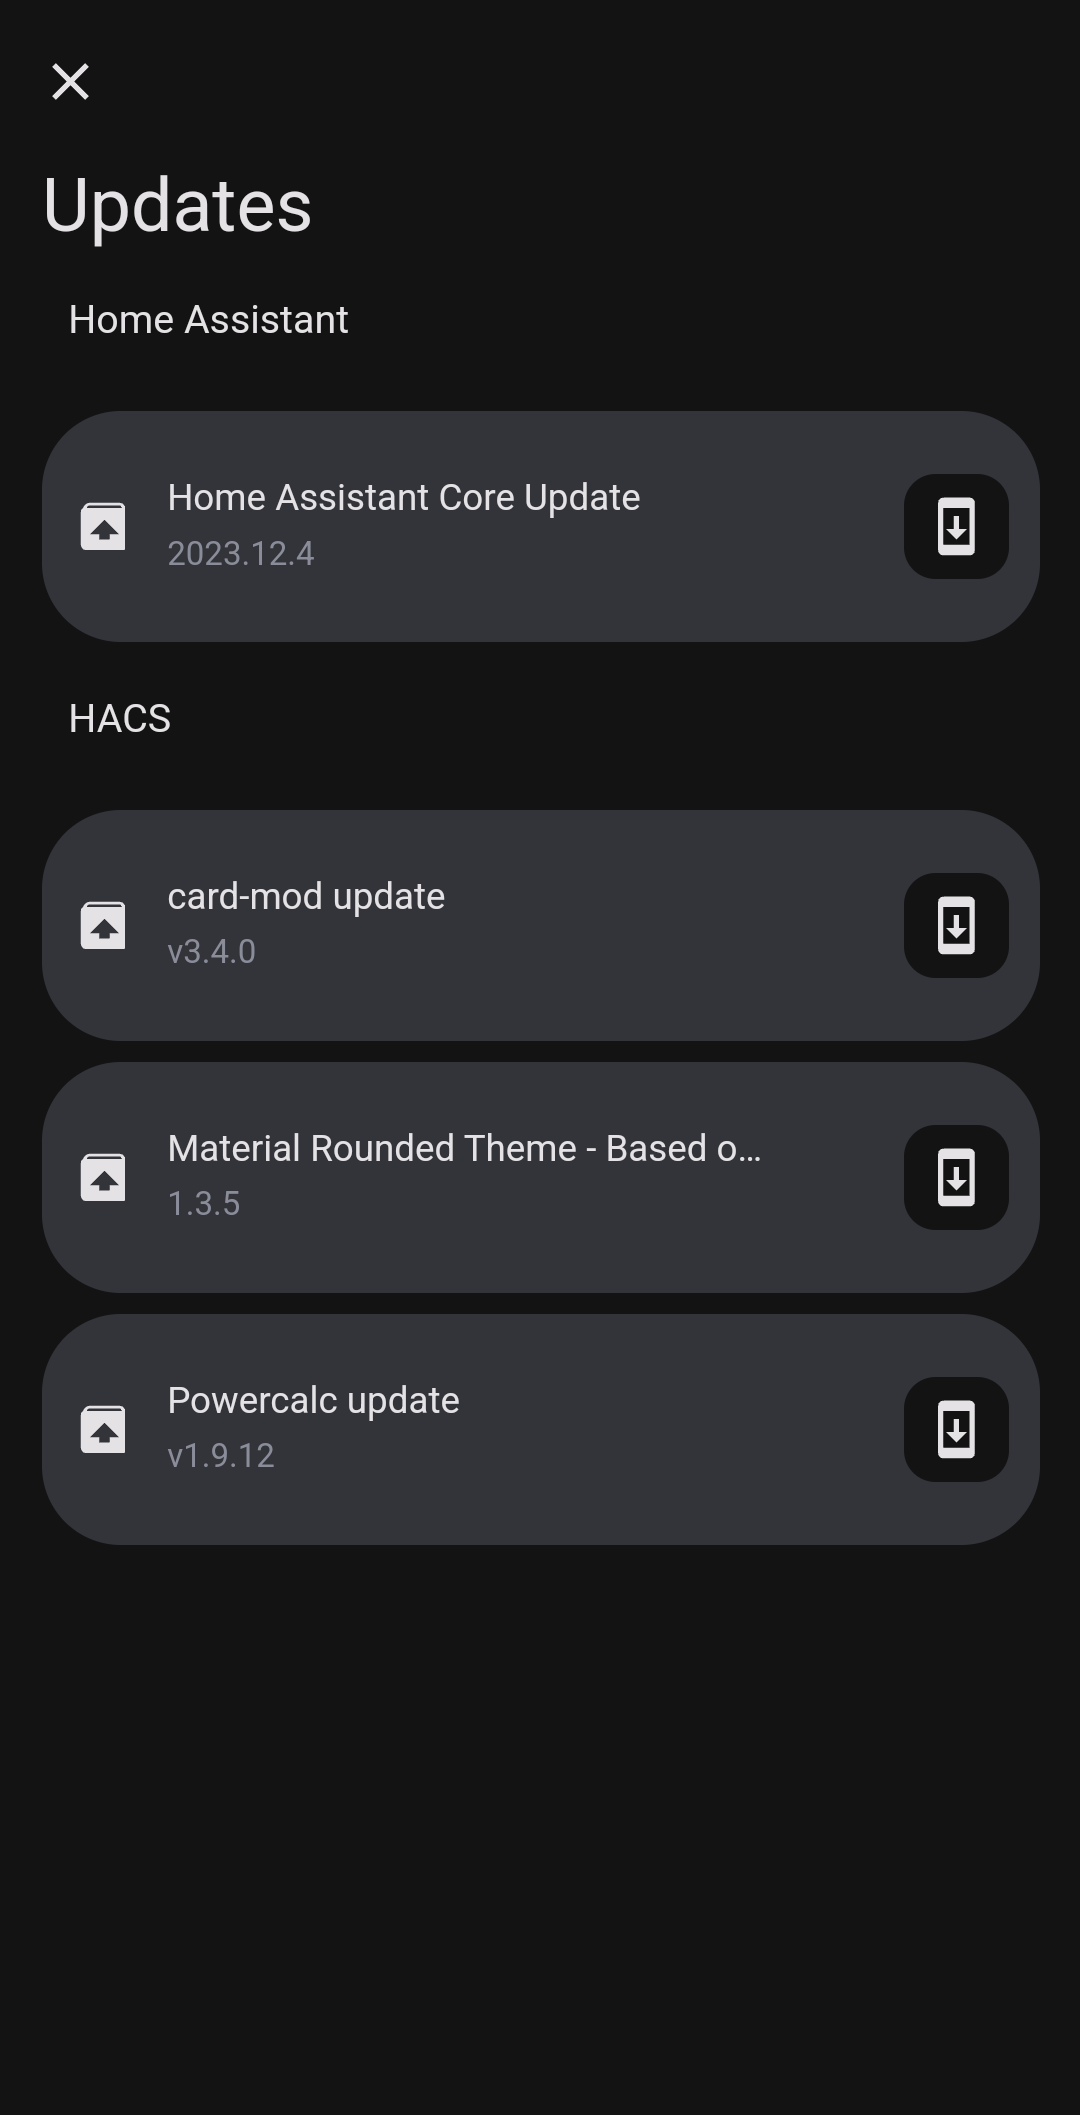 Updates
Home Assistant
Home Assistant Core Update
2023.12.4
HACS
card-mod update
v3.4.0
Material Rounded Theme - Based o...
1.3.5
Powercalc update
v1.9.12